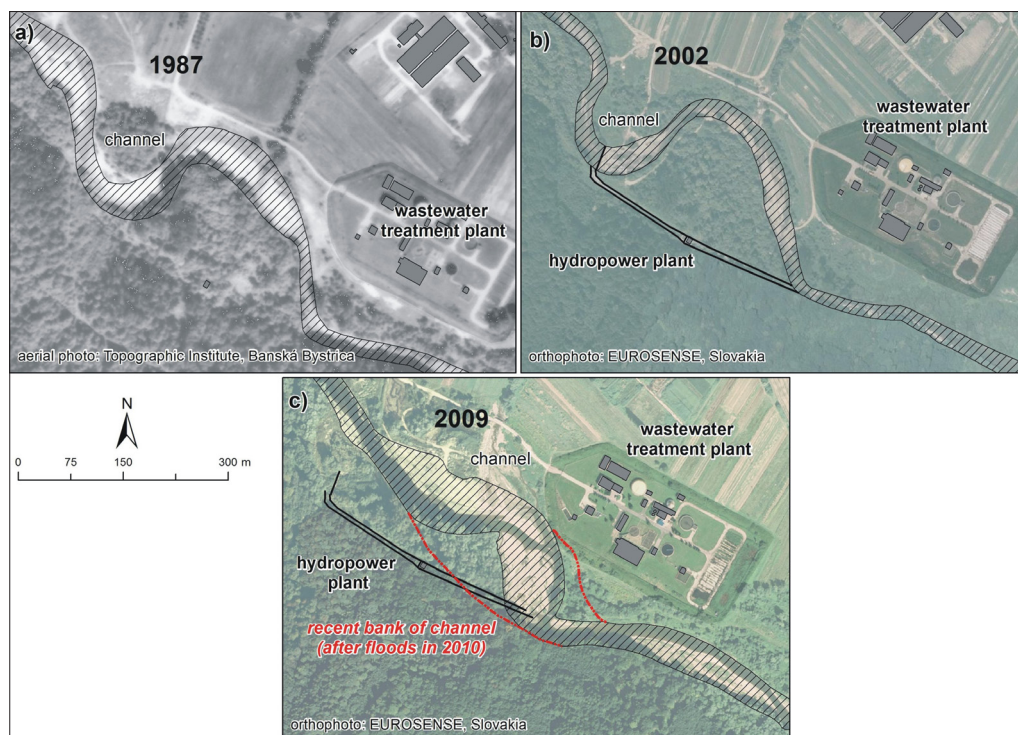 a)
1987
channel
wastewater
treatment plant
aerial photo: Topographic Institute, Banská Bystrica
b)
2002
channel
wastewater
treatment plant
hydropower plant
orthophoto: EUROSENSE, Slovakia
N
0 75 150 300 m
c)
2009
channel
wastewater
treatment plant
hydropower
plant
recent bank of channel
(after floods in 2010)
orthophoto: EUROSENSE, Slovakia